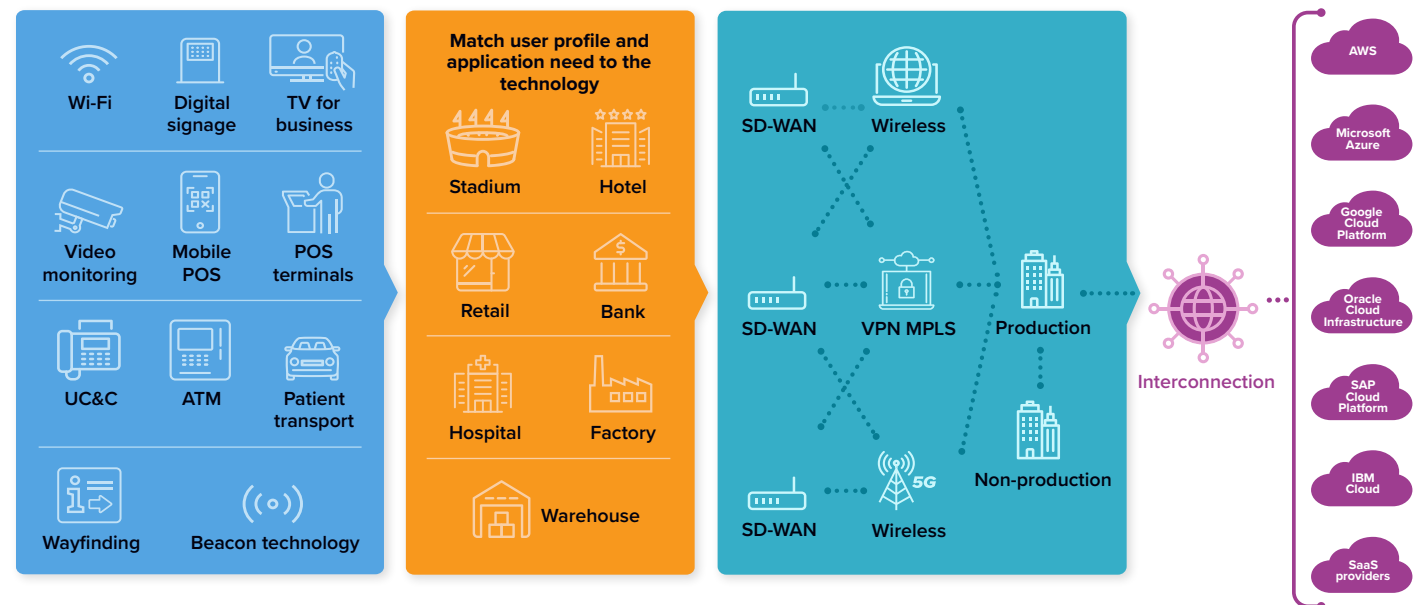 Wi-Fi
Digital
signage
TV for
business
Video
monitoring
Mobile
POS
POS
terminals
UC&C
ATM
Patient
transport
Wayfinding
Beacon technology
Match user profile and
application need to the
technology
Stadium
Hotel
Retail
Bank
Hospital
Factory
Warehouse
SD-WAN
Wireless
SD-WAN
VPN MPLS
Production
Non-production
SD-WAN
5G
Wireless
Interconnection
AWS
Microsoft
Azure
Google
Cloud
Platform
Oracle
Cloud
Infrastructure
SAP
Cloud
Platform
IBM
Cloud
SaaS
providers